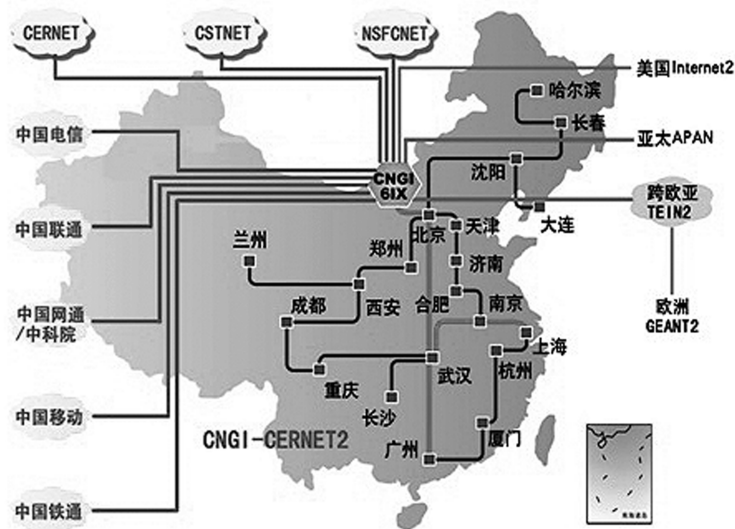 CERNET
CSTNET
NSFCNET
美国Internet2
哈尔滨
长春
中国电信
亚太APAN
沈阳
CNGI
6IX
跨欧亚
TEIN2
中国联通
北京
天津
大连
兰州
郑州
济南
成都
西安
合肥
南京
中国网通
/中科院
欧洲
GEANT2
上海
武汉
杭州
重庆
长沙
中国移动
CNGI-CERNET2
广州
厦门
中国铁通
南海诸岛